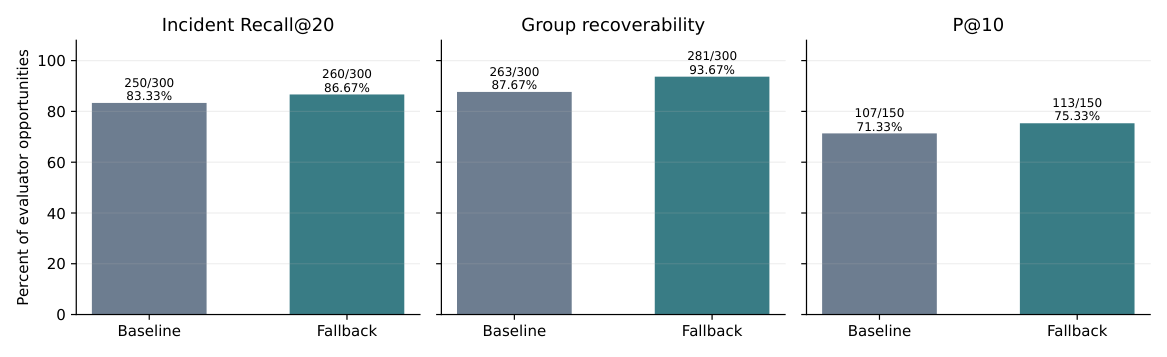 Incident Recall@20
Group recoverability
P@10
Percent of evaluator opportunities
100
80
60
40
20
0
250/300
83.33%
260/300
86.67%
Baseline
Fallback
263/300
87.67%
281/300
93.67%
Baseline
Fallback
107/150
71.33%
113/150
75.33%
Baseline
Fallback